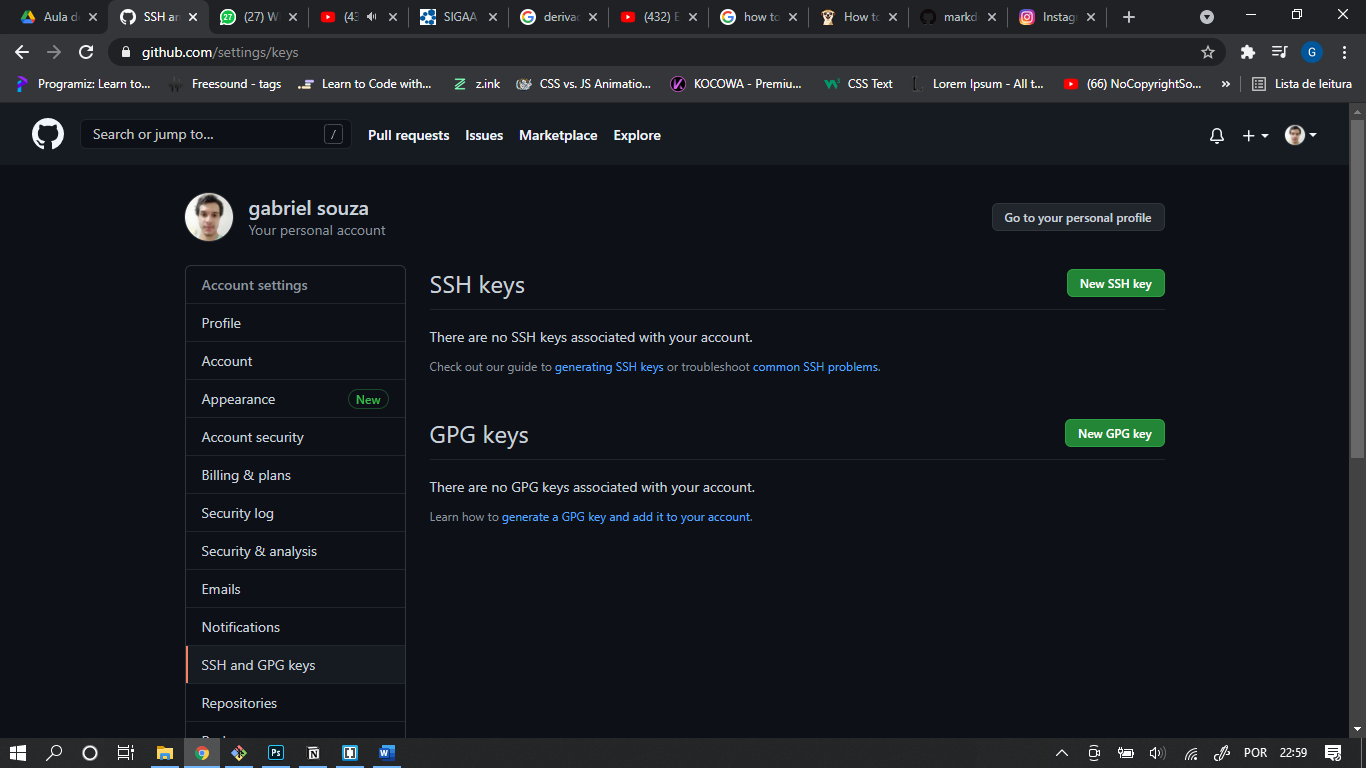 Aula d
SSH an
(27) W
(43
SIGAA
deriva
(432) E
how to
How to
markd
Instag
github.com/settings/keys
G
Programiz: Learn to...
Freesound - tags
Learn to Code with...
z.ink
CSS vs. JS Animatio...
KOCOWA - Premiu...
CSS Text
Lorem Ipsum - All t...
(66) NoCopyrightSo...
»
Lista de leitura
Search or jump to...
/
Pull requests
Issues
Marketplace
Explore
gabriel souza
Your personal account
Go to your personal profile
Account settings
Profile
Account
Appearance
New
Account security
Billing & plans
Security log
Security & analysis
Emails
Notifications
SSH and GPG keys
Repositories
SSH keys
New SSH key
There are no SSH keys associated with your account.
Check out our guide to generating SSH keys or troubleshoot common SSH problems.
GPG keys
New GPG key
There are no GPG keys associated with your account.
Learn how to generate a GPG key and add it to your account.
POR
22:59